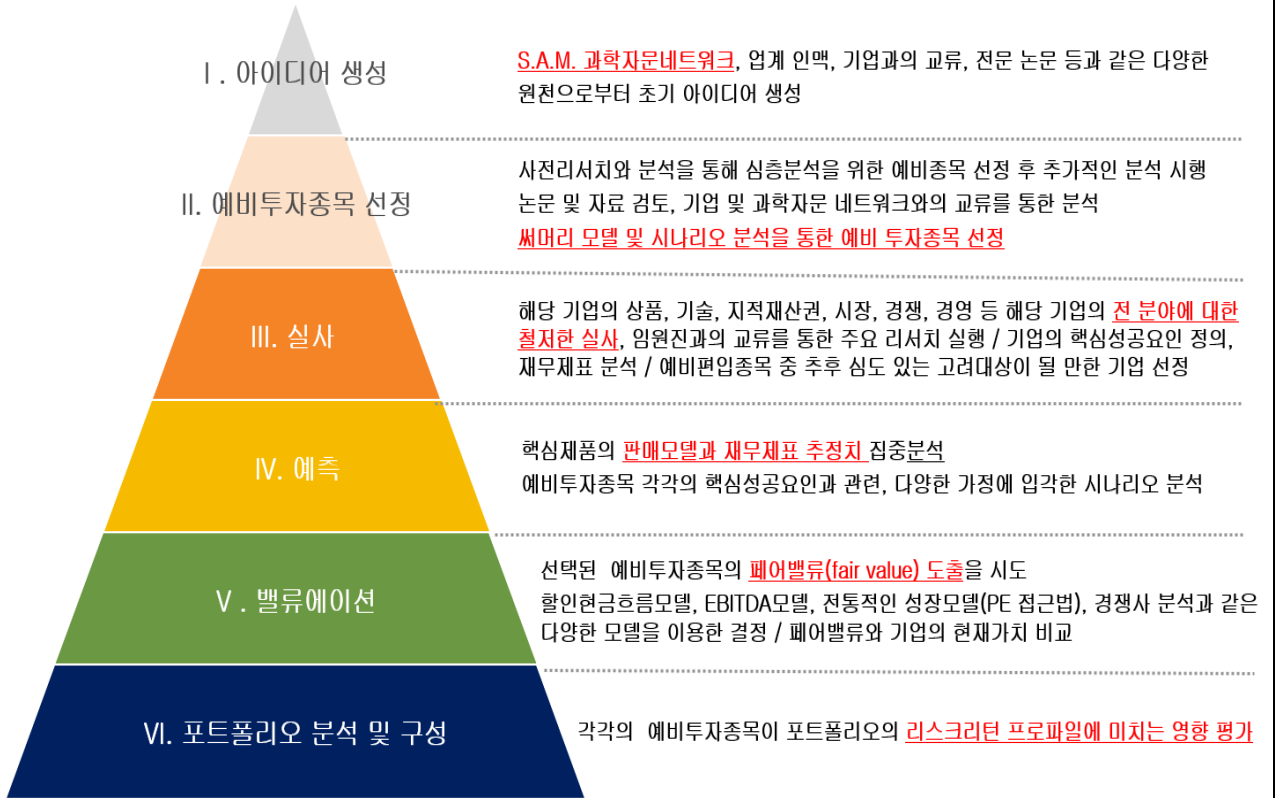 Ⅰ. 아이디어 생성
S.A.M. 과학자문네트워크, 업계 인맥, 기업과의 교류, 전문 논문 등과 같은 다양한
원천으로부터 초기 아이디어 생성
Ⅱ. 예비투자종목 선정
사전리서치와 분석을 통해 심층분석을 위한 예비종목 선정 후 추가적인 분석 시행
논문 및 자료 검토, 기업 및 과학자문 네트워크와의 교류를 통한 분석
써머리 모델 및 시나리오 분석을 통한 예비 투자종목 선정
Ⅲ. 실사
해당 기업의 상품, 기술, 지적재산권, 시장, 경쟁, 경영 등 해당 기업의 전 분야에 대한
철저한 실사, 임원진과의 교류를 통한 주요 리서치 실행 / 기업의 핵심성공요인 정의,
재무제표 분석 / 예비편입종목 중 추후 심도 있는 고려대상이 될 만한 기업 선정
Ⅳ. 예측
핵심제품의 판매모델과 재무제표 추정치 집중분석
예비투자종목 각각의 핵심성공요인과 관련, 다양한 가정에 입각한 시나리오 분석
Ⅴ. 밸류에이션
선택된 예비투자종목의 페어밸류(fair value) 도출을 시도
할인현금흐름모델, EBITDA모델, 전통적인 성장모델(PE 접근법), 경쟁사 분석과 같은
다양한 모델을 이용한 결정 / 페어밸류와 기업의 현재가치 비교
Ⅵ. 포트폴리오 분석 및 구성
각각의 예비투자종목이 포트폴리오의 리스크리턴 프로파일에 미치는 영향 평가